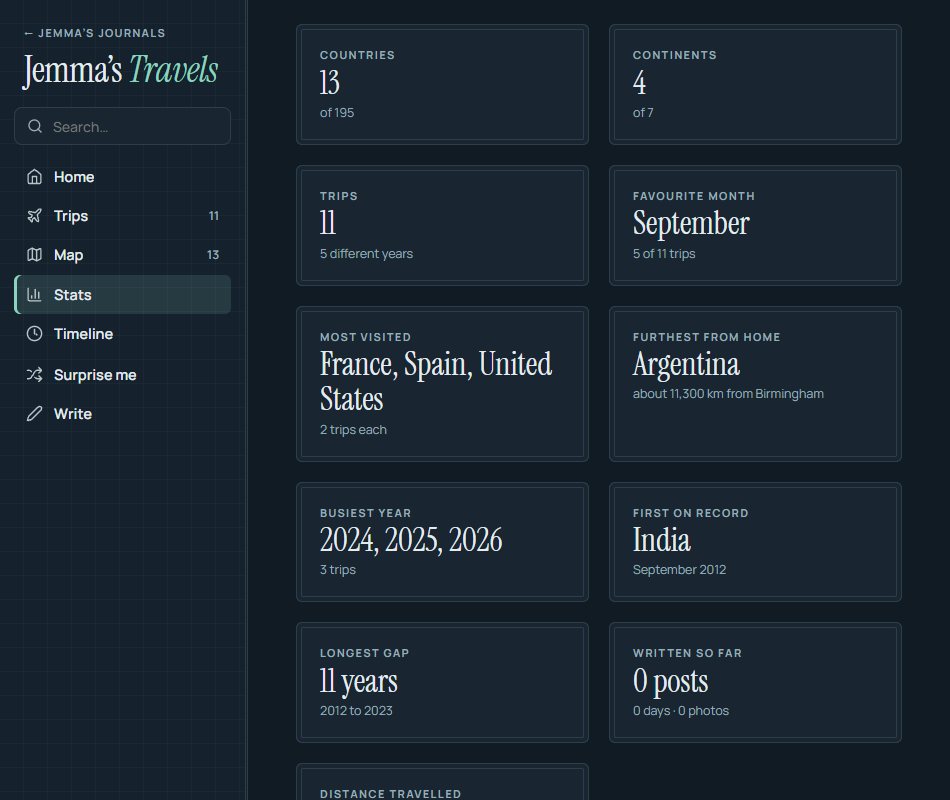 ← JEMMA'S JOURNALS
Jemma's Travels
Search...
Home
Trips 11
Map 13
Stats
Timeline
Surprise me
Write
COUNTRIES
13
of 195
CONTINENTS
4
of 7
TRIPS
11
5 different years
FAVOURITE MONTH
September
5 of 11 trips
MOST VISITED
France, Spain, United
States
2 trips each
FURTHEST FROM HOME
Argentina
about 11,300 km from Birmingham
BUSIEST YEAR
2024, 2025, 2026
3 trips
FIRST ON RECORD
India
September 2012
LONGEST GAP
11 years
2012 to 2023
WRITTEN SO FAR
0 posts
0 days · 0 photos
DISTANCE TRAVELLED